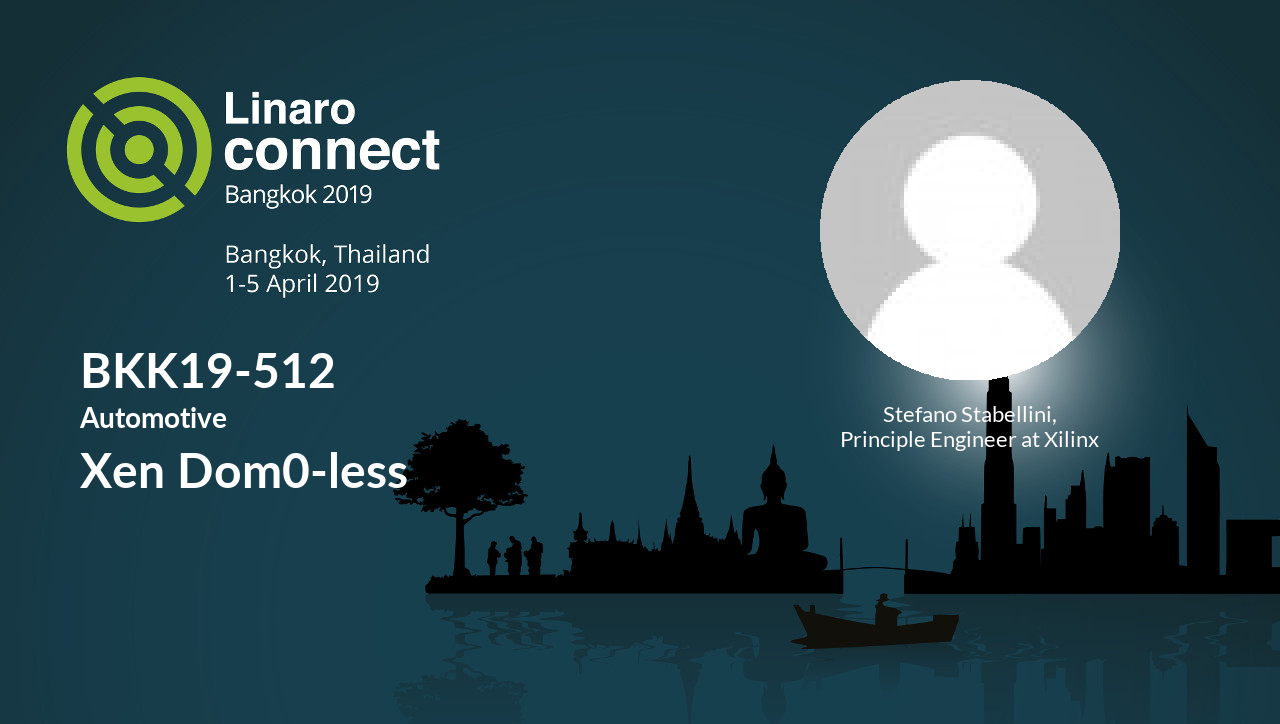 Linaro
connect
Bangkok 2019
Bangkok, Thailand
1-5 April 2019
BKK19-512
Automotive
Xen Dom0-less
Stefano Stabellini,
Principle Engineer at Xilinx